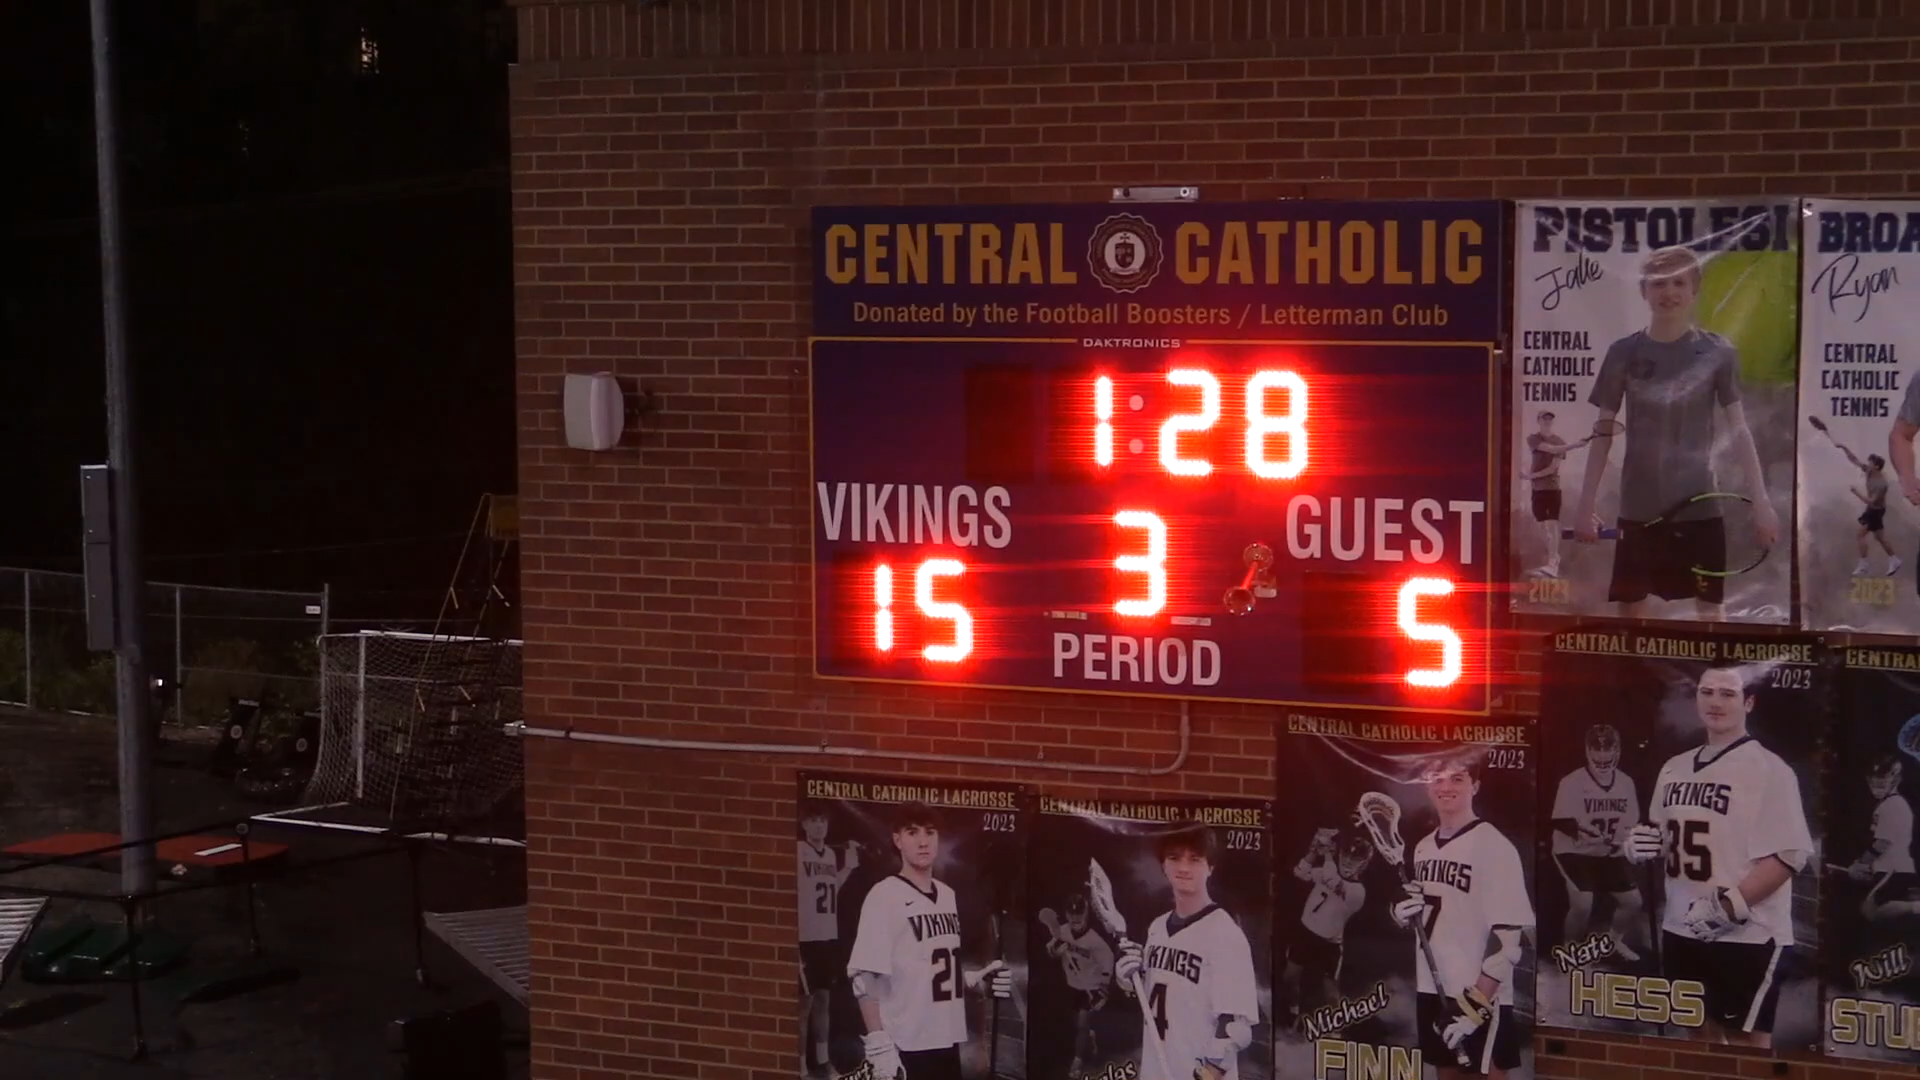 CENTRAL CATHOLIC
Donated by the Football Boosters / Letterman Club
DAKTRONICS
1:28
VIKINGS
GUEST
15
3
5
PERIOD
PISTOLESI
Jake
CENTRAL
CATHOLIC
TENNIS
2023
Ryan
CENTRAL
CATHOLIC
TENNIS
2023
CENTRAL CATHOLIC LACROSSE
2023
VIKINGS
21
21
CENTRAL CATHOLIC LACROSSE
2023
4
CENTRAL CATHOLIC LACROSSE
2023
VIKINGS
7
7
Michael
FINN
CENTRAL CATHOLIC LACROSSE
2023
VIKINGS
35
VIKINGS
35
Nate
HESS
Will